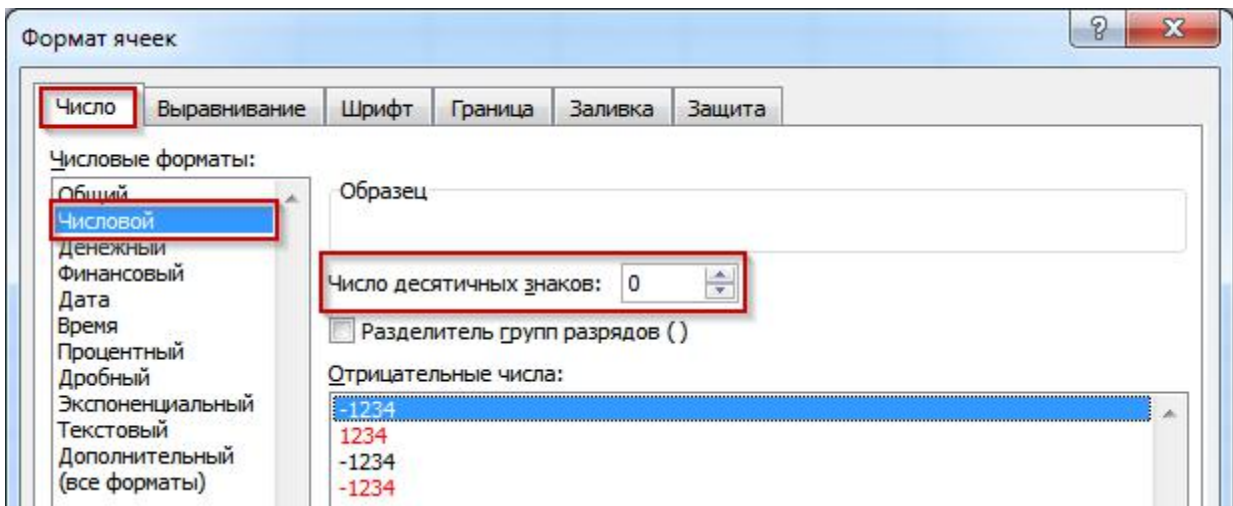 Формат ячеек
Число Выравнивание Шрифт Граница Заливка Защита
Числовые форматы:
Общий
Числовой
Денежный
Финансовый
Дата
Время
Процентный
Дробный
Экспоненциальный
Текстовый
Дополнительный
(все форматы)
Образец
Число десятичных знаков: 0
Разделитель групп разрядов ( )
Отрицательные числа:
-1234
1234
-1234
-1234